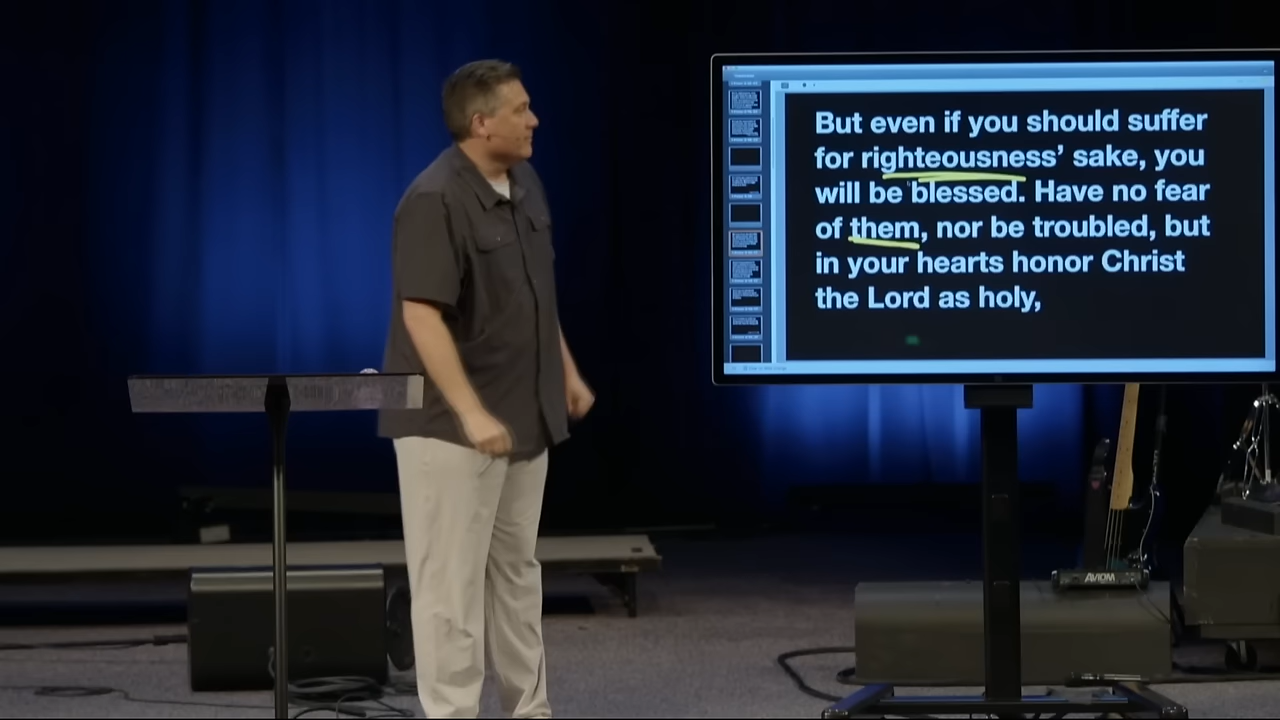 But even if you should suffer
for righteousness' sake, you
will be blessed. Have no fear
of them, nor be troubled, but
in your hearts honor Christ
the Lord as holy,
AVIOM